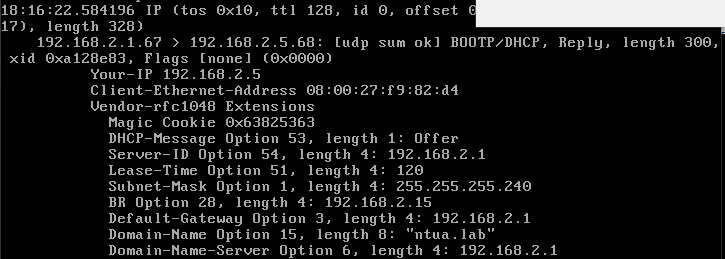 18:16:22.584196 IP (tos 0x10, ttl 128, id 0, offset
17), length 328)
192.168.2.1.67 > 192.168.2.5.68: [udp sum ok] BOOTP/DHCP, Reply, length 300,
xid 0xa128e83, Flags [none] (0x0000)
Your-IP 192.168.2.5
Client-Ethernet-Address 08:00:27:f9:82:d4
Vendor-rfc1048 Extensions
Magic Cookie 0x63825363
DHCP-Message Option 53, length 1: Offer
Server-ID Option 54, length 4: 192.168.2.1
Lease-Time Option 51, length 4: 120
Subnet-Mask Option 1, length 4: 255.255.255.240
BR Option 28, length 4: 192.168.2.15
Default-Gateway Option 3, length 4: 192.168.2.1
Domain-Name Option 15, length 8: "ntua.lab"
Domain-Name-Server Option 6, length 4: 192.168.2.1